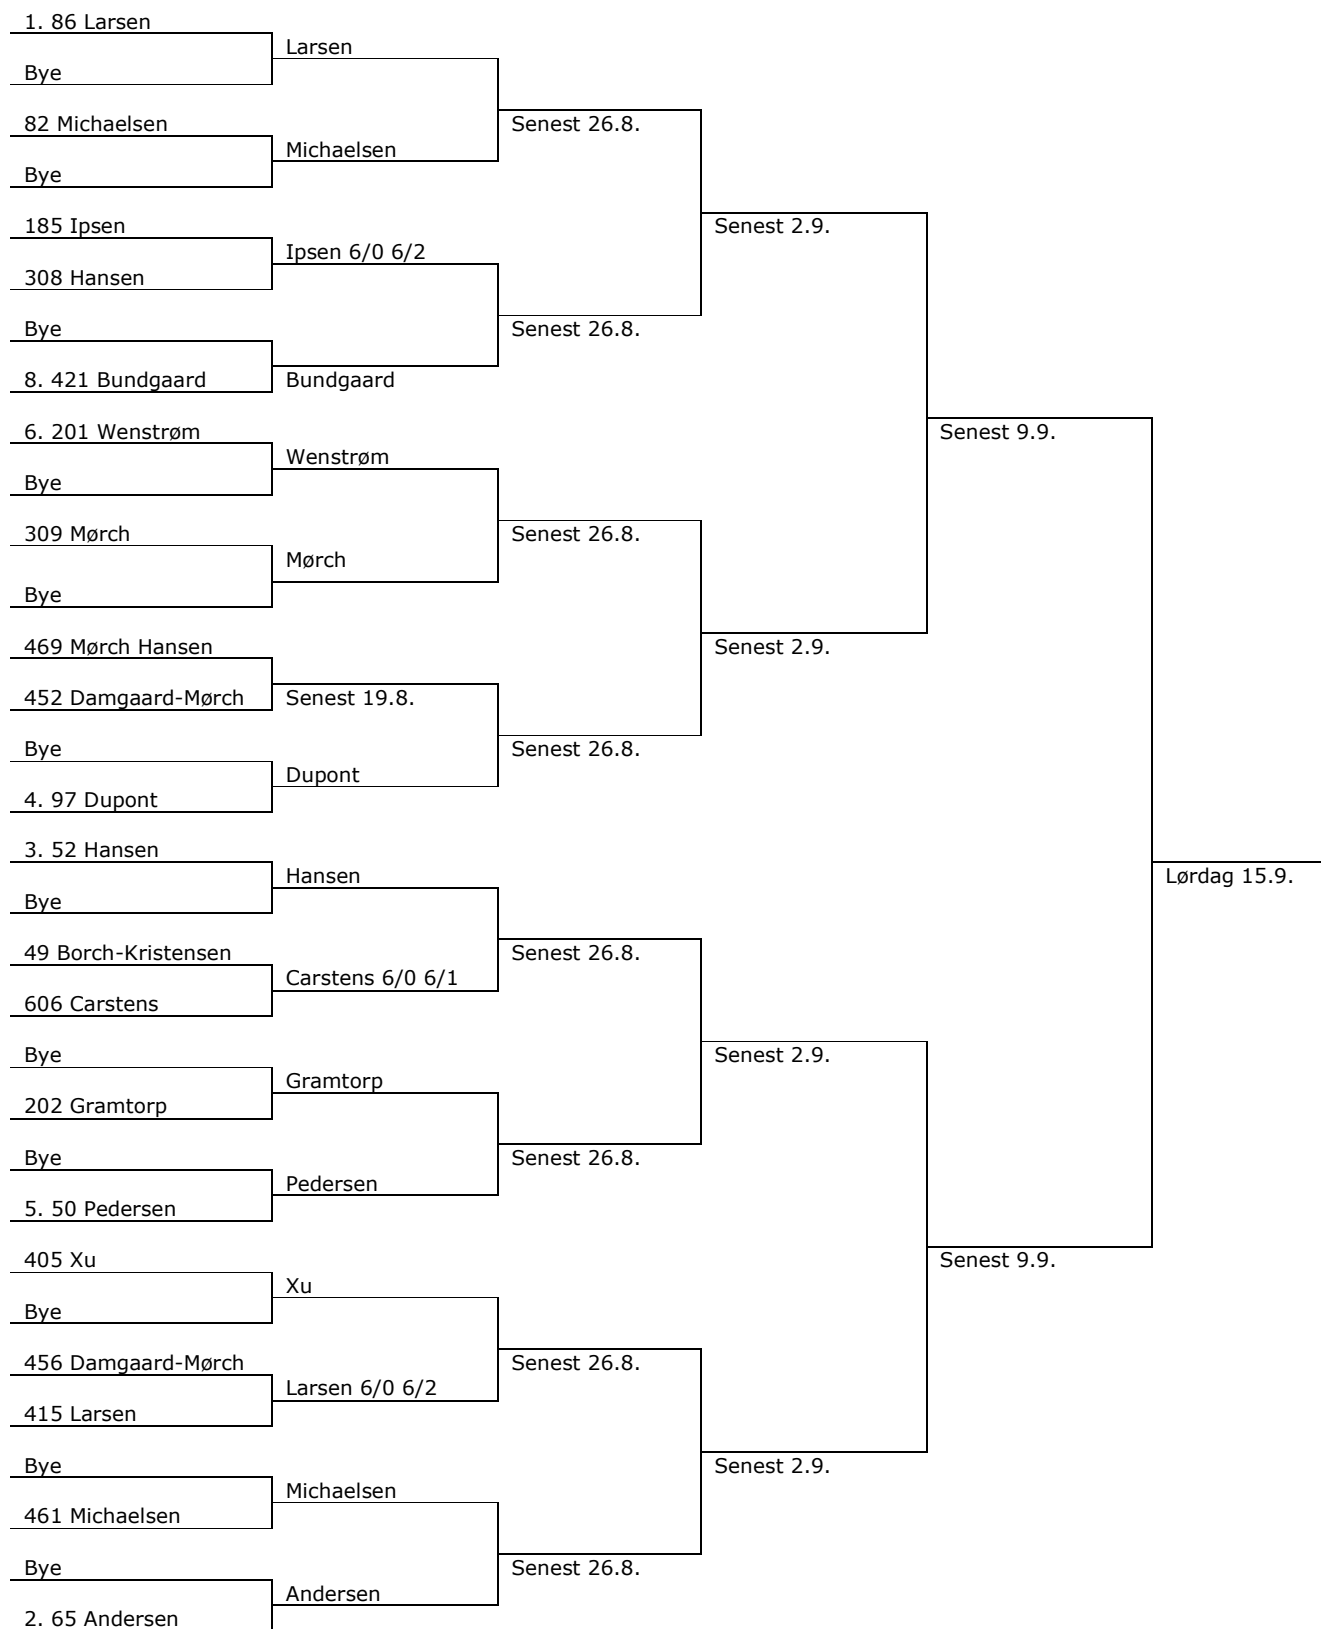 1. 86 Larsen
Larsen
Bye
82 Michaelsen
Senest 26.8.
Michaelsen
Bye
185 Ipsen
Senest 2.9.
Ipsen 6/0 6/2
308 Hansen
Bye
Senest 26.8.
8. 421 Bundgaard
Bundgaard
6. 201 Wenstrøm
Senest 9.9.
Wenstrøm
Bye
309 Mørch
Senest 26.8.
Mørch
Bye
469 Mørch Hansen
Senest 2.9.
452 Damgaard-Mørch
Senest 19.8.
Bye
Senest 26.8.
Dupont
4. 97 Dupont
3. 52 Hansen
Hansen
Lørdag 15.9.
Bye
49 Borch-Kristensen
Senest 26.8.
Carstens 6/0 6/1
606 Carstens
Bye
Senest 2.9.
Gramtorp
202 Gramtorp
Bye
Senest 26.8.
Pedersen
5. 50 Pedersen
405 Xu
Senest 9.9.
Xu
Bye
456 Damgaard-Mørch
Senest 26.8.
Larsen 6/0 6/2
415 Larsen
Bye
Senest 2.9.
Michaelsen
461 Michaelsen
Bye
Senest 26.8.
Andersen
2. 65 Andersen